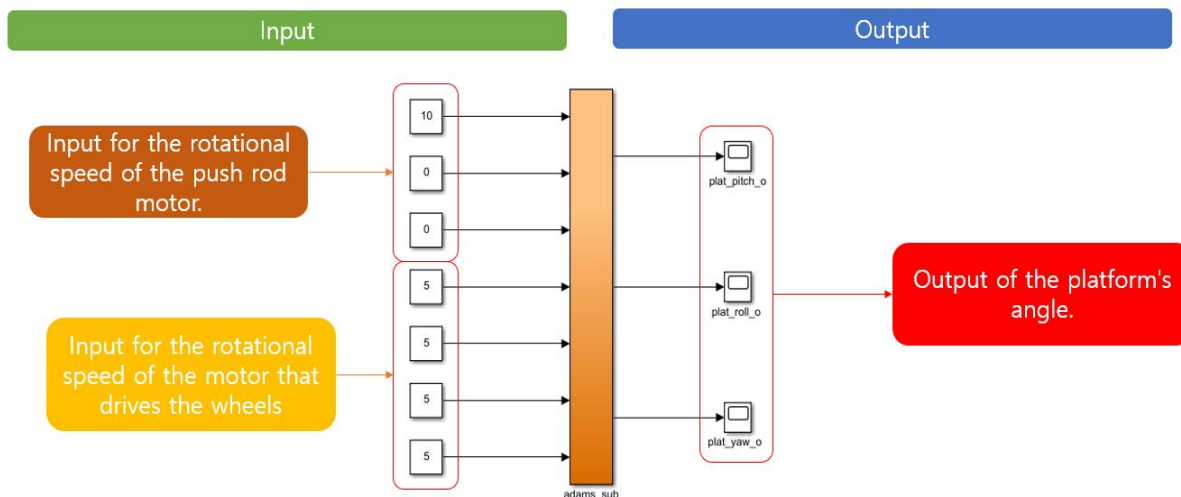 Input
Output
Input for the rotational
speed of the push rod
motor.
10
0
0
5
5
5
5
Input for the rotational
speed of the motor that
drives the wheels
adams_sub
plat_pitch_o
plat_roll_o
plat_yaw_o
Output of the platform's
angle.